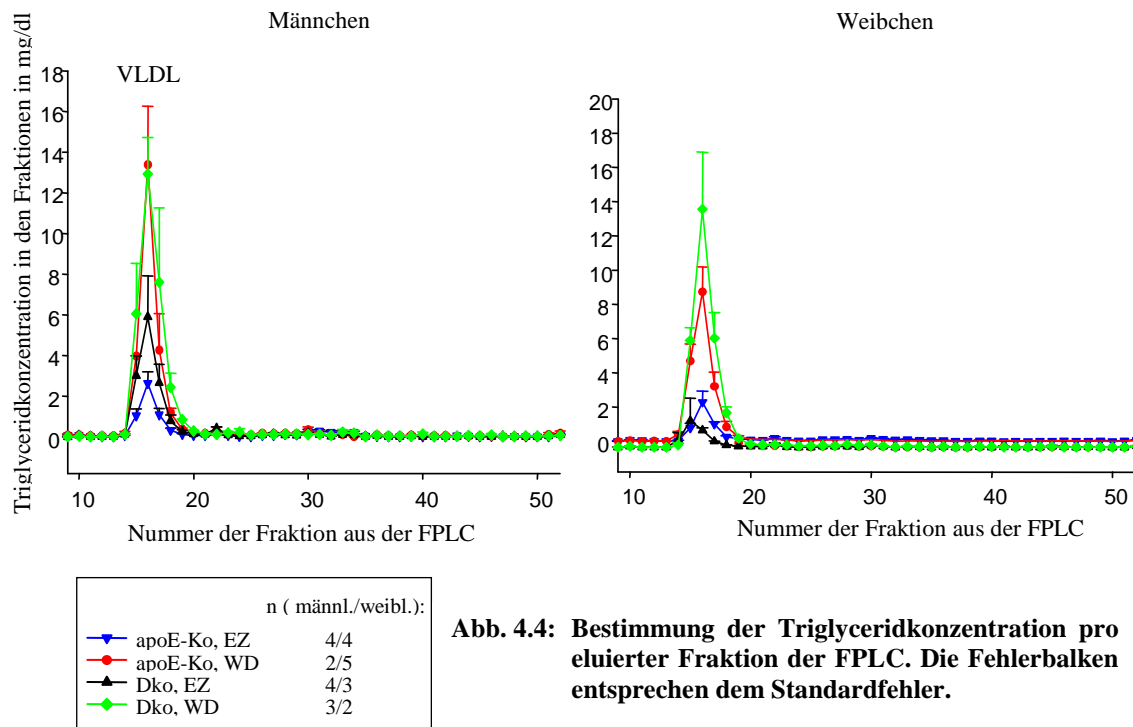 Männchen
Weibchen
Triglyceridkonzentration in den Fraktionen in mg/dl
VLDL
18
16
14
12
10
8
6
4
2
0
10 20 30 40 50
Nummer der Fraktion aus der FPLC
20
18
16
14
12
10
8
6
4
2
0
10 20 30 40 50
Nummer der Fraktion aus der FPLC
n ( männl./weibl.):
apoE-Ko, EZ 4/4
apoE-Ko, WD 2/5
Dko, EZ 4/3
Dko, WD 3/2
Abb. 4.4: Bestimmung der Triglyceridkonzentration pro
eluierter Fraktion der FPLC. Die Fehlerbalken
entsprechen dem Standardfehler.